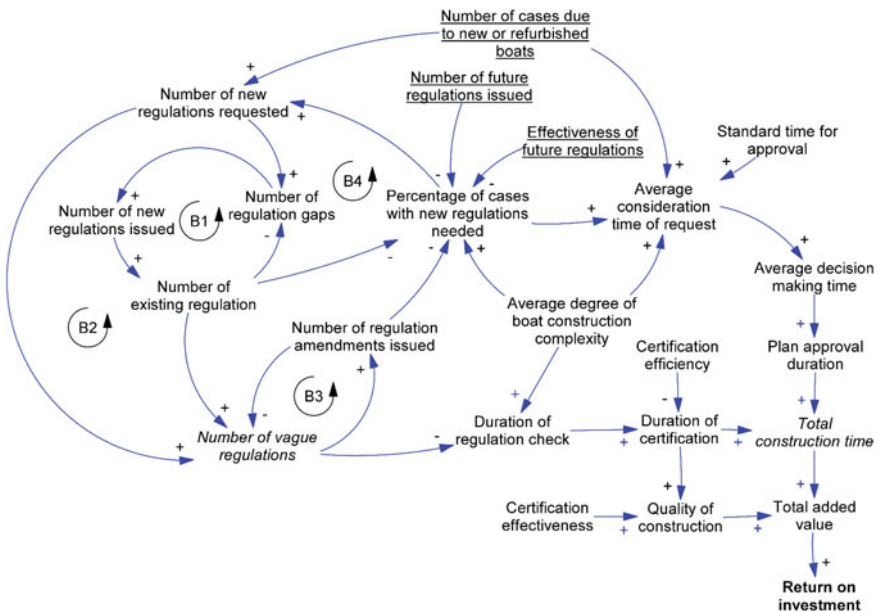 Number of cases due
to new or refurbished
boats
+
Number of new
regulations requested
+
Number of future
regulations issued
Effectiveness of
future regulations
Standard time for
approval
+
+
+
-
-
B4
Percentage of cases
with new regulations
needed
+
Average
consideration
time of request
+
Number of new
regulations issued
B1
Number of
regulation gaps
-
+
-
-
+
+
+
Average decision
making time
Number of
existing regulation
B2
Number of regulation
amendments issued
Average degree of
boat construction
complexity
Certification
efficiency
+
Plan approval
duration
+
B3
+
-
+
-
+
+
Number of vague
regulations
-
Duration of
regulation check
+
Duration of
certification
+
Total
construction time
+
+
Certification
effectiveness
+
Quality of
construction
+
Total added
value
+
Return on
investment